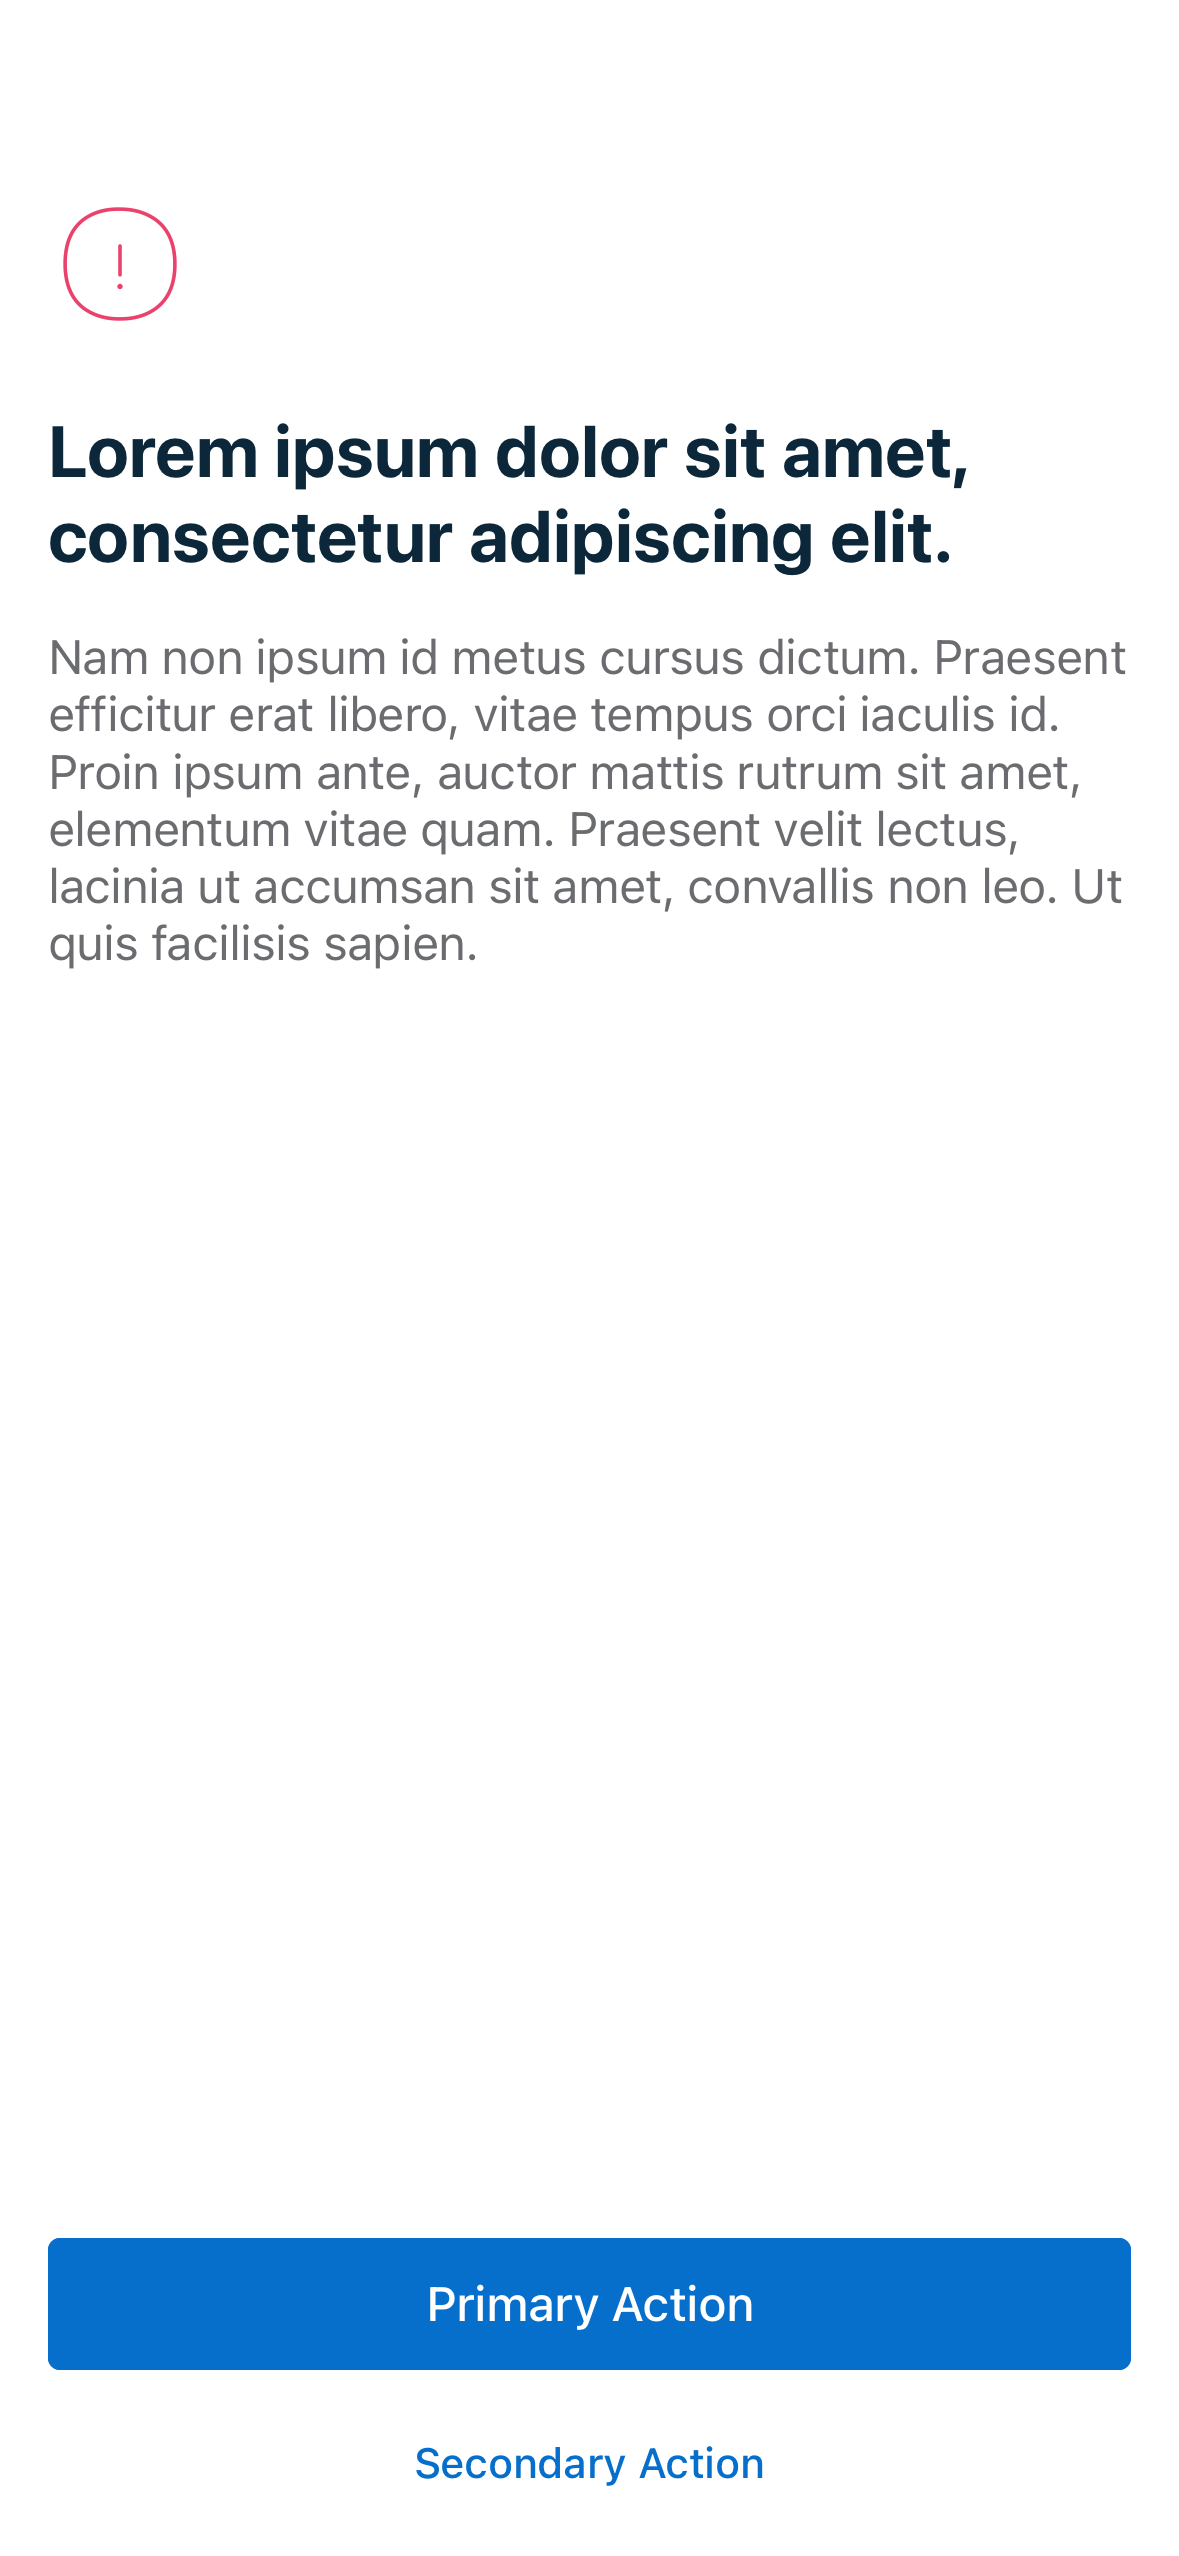 Lorem ipsum dolor sit amet,
consectetur adipiscing elit.
Nam non ipsum id metus cursus dictum. Praesent
efficitur erat libero, vitae tempus orci iaculis id.
Proin ipsum ante, auctor mattis rutrum sit amet,
elementum vitae quam. Praesent velit lectus,
lacinia ut accumsan sit amet, convallis non leo. Ut
quis facilisis sapien.
Primary Action
Secondary Action